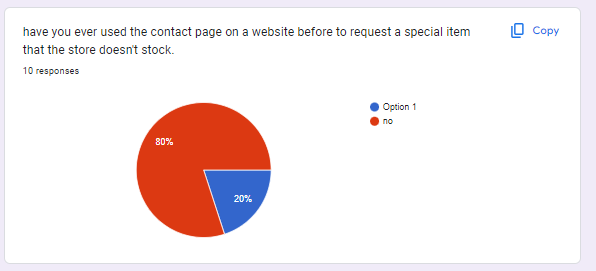 have you ever used the contact page on a website before to request a special item
that the store doesn't stock.
Copy
10 responses
Option 1
no
80%
20%